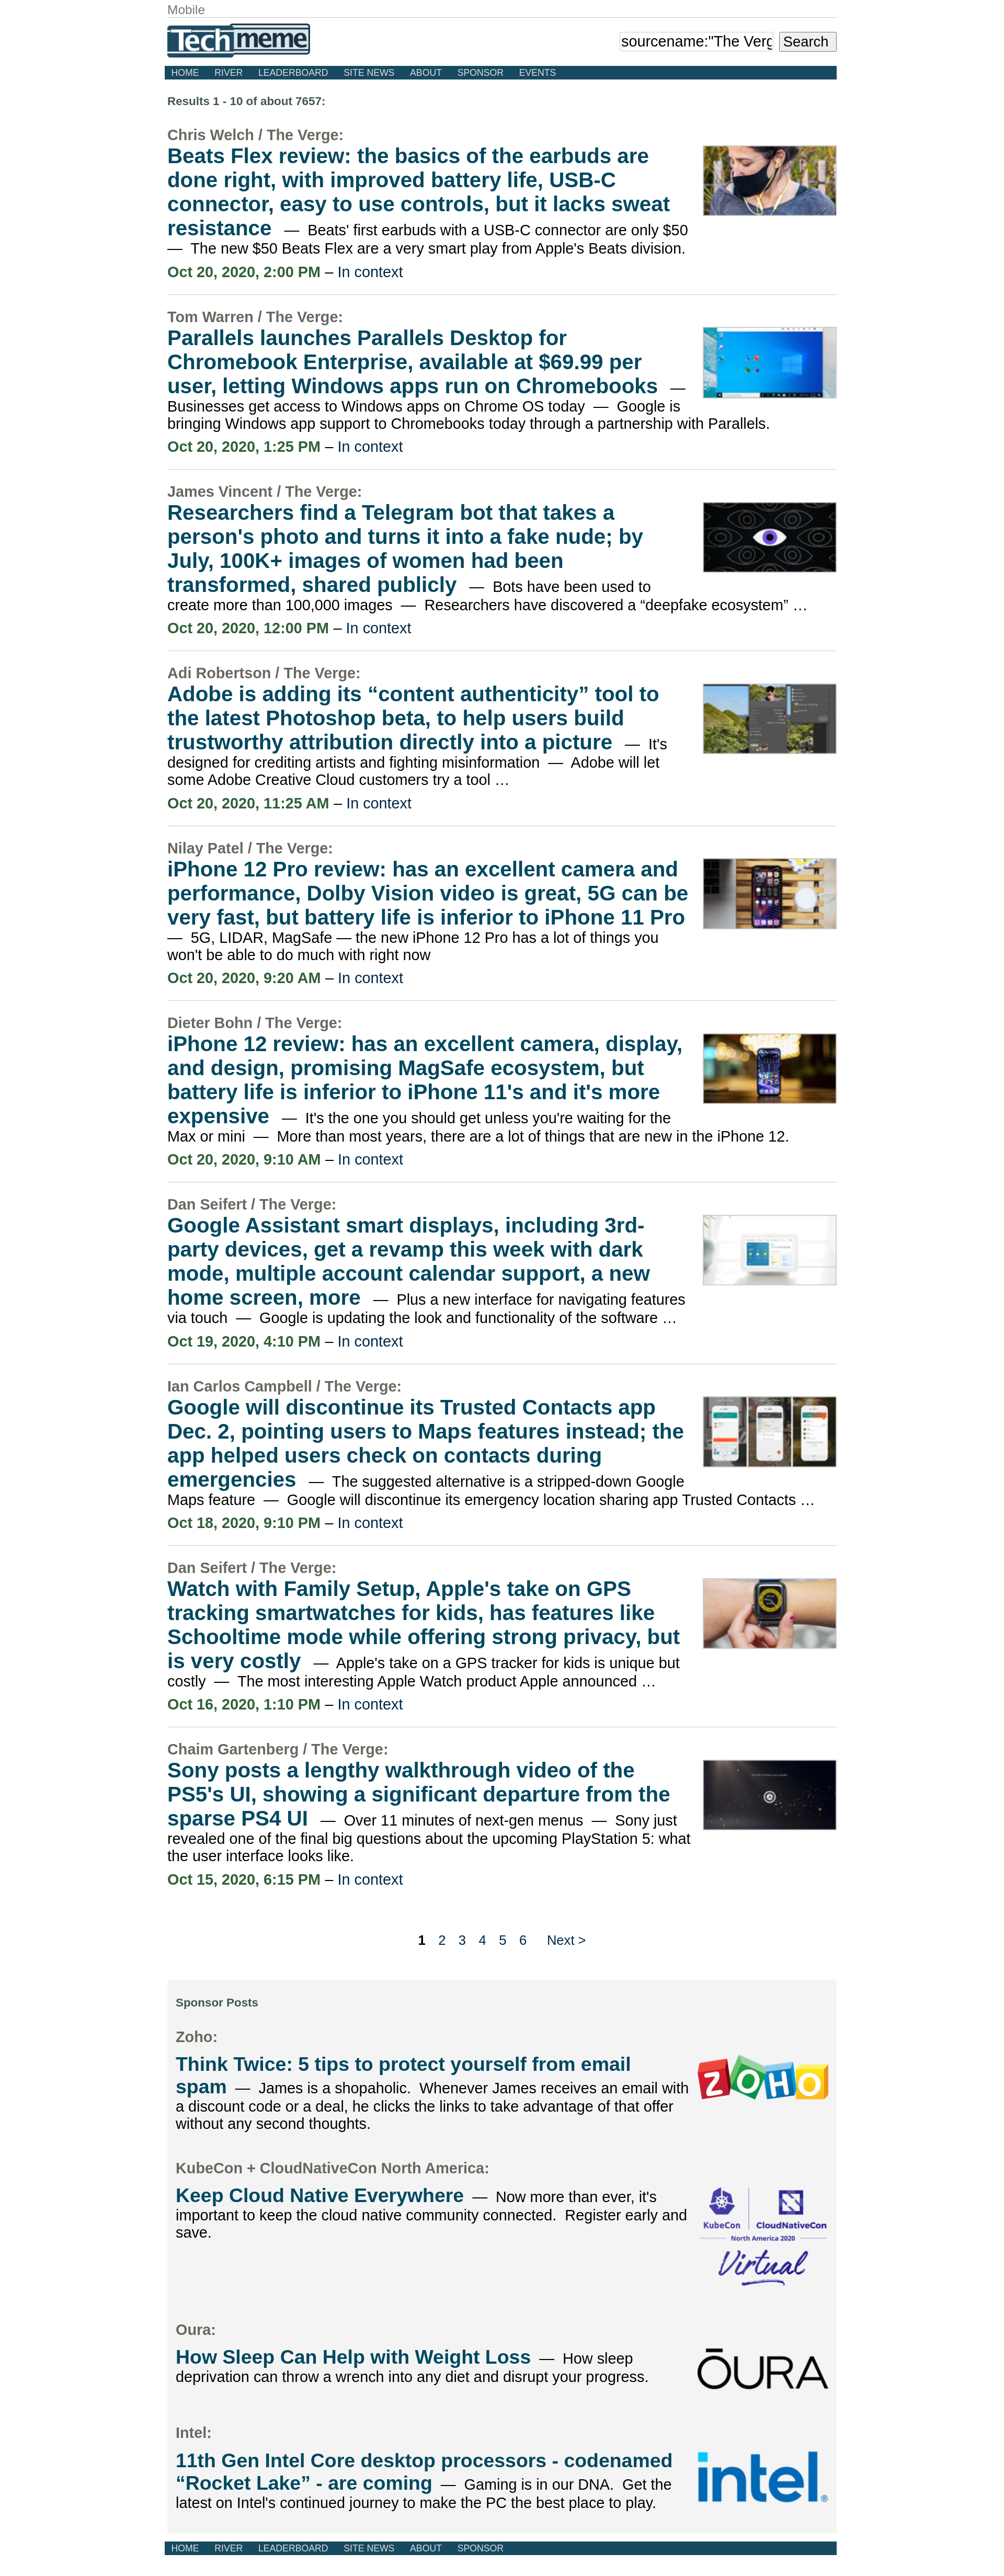 Mobile
Techmeme
sourcename:"The Verg
Search
HOME RIVER LEADERBOARD SITE NEWS ABOUT SPONSOR EVENTS
Results 1 - 10 of about 7657:
Chris Welch / The Verge:
Beats Flex review: the basics of the earbuds are
done right, with improved battery life, USB-C
connector, easy to use controls, but it lacks sweat
resistance — Beats' first earbuds with a USB-C connector are only $50
— The new $50 Beats Flex are a very smart play from Apple's Beats division.
Oct 20, 2020, 2:00 PM – In context
Tom Warren / The Verge:
Parallels launches Parallels Desktop for
Chromebook Enterprise, available at $69.99 per
user, letting Windows apps run on Chromebooks —
Businesses get access to Windows apps on Chrome OS today — Google is
bringing Windows app support to Chromebooks today through a partnership with Parallels.
Oct 20, 2020, 1:25 PM – In context
James Vincent / The Verge:
Researchers find a Telegram bot that takes a
person's photo and turns it into a fake nude; by
July, 100K+ images of women had been
transformed, shared publicly — Bots have been used to
create more than 100,000 images — Researchers have discovered a “deepfake ecosystem” …
Oct 20, 2020, 12:00 PM – In context
Adi Robertson / The Verge:
Adobe is adding its “content authenticity” tool to
the latest Photoshop beta, to help users build
trustworthy attribution directly into a picture — It's
designed for crediting artists and fighting misinformation — Adobe will let
some Adobe Creative Cloud customers try a tool …
Oct 20, 2020, 11:25 AM – In context
Nilay Patel / The Verge:
iPhone 12 Pro review: has an excellent camera and
performance, Dolby Vision video is great, 5G can be
very fast, but battery life is inferior to iPhone 11 Pro
— 5G, LIDAR, MagSafe — the new iPhone 12 Pro has a lot of things you
won't be able to do much with right now
Oct 20, 2020, 9:20 AM – In context
Dieter Bohn / The Verge:
iPhone 12 review: has an excellent camera, display,
and design, promising MagSafe ecosystem, but
battery life is inferior to iPhone 11's and it's more
expensive — It's the one you should get unless you're waiting for the
Max or mini — More than most years, there are a lot of things that are new in the iPhone 12.
Oct 20, 2020, 9:10 AM – In context
Dan Seifert / The Verge:
Google Assistant smart displays, including 3rd-
party devices, get a revamp this week with dark
mode, multiple account calendar support, a new
home screen, more — Plus a new interface for navigating features
via touch — Google is updating the look and functionality of the software …
Oct 19, 2020, 4:10 PM – In context
Ian Carlos Campbell / The Verge:
Google will discontinue its Trusted Contacts app
Dec. 2, pointing users to Maps features instead; the
app helped users check on contacts during
emergencies — The suggested alternative is a stripped-down Google
Maps feature — Google will discontinue its emergency location sharing app Trusted Contacts …
Oct 18, 2020, 9:10 PM – In context
Dan Seifert / The Verge:
Watch with Family Setup, Apple's take on GPS
tracking smartwatches for kids, has features like
Schooltime mode while offering strong privacy, but
is very costly — Apple's take on a GPS tracker for kids is unique but
costly — The most interesting Apple Watch product Apple announced …
Oct 16, 2020, 1:10 PM – In context
Chaim Gartenberg / The Verge:
Sony posts a lengthy walkthrough video of the
PS5's UI, showing a significant departure from the
sparse PS4 UI — Over 11 minutes of next-gen menus — Sony just
revealed one of the final big questions about the upcoming PlayStation 5: what
the user interface looks like.
Oct 15, 2020, 6:15 PM – In context
1 2 3 4 5 6 Next >
Sponsor Posts
Zoho:
Think Twice: 5 tips to protect yourself from email
spam — James is a shopaholic. Whenever James receives an email with
a discount code or a deal, he clicks the links to take advantage of that offer
without any second thoughts.
ZOHO
KubeCon + CloudNativeCon North America:
Keep Cloud Native Everywhere — Now more than ever, it's
important to keep the cloud native community connected. Register early and
save.
KubeCon CloudNativeCon
North America 2020
Virtual
Oura:
How Sleep Can Help with Weight Loss — How sleep
deprivation can throw a wrench into any diet and disrupt your progress.
ŌURA
Intel:
11th Gen Intel Core desktop processors - codenamed
“Rocket Lake” - are coming — Gaming is in our DNA. Get the
latest on Intel's continued journey to make the PC the best place to play.
intel®
HOME RIVER LEADERBOARD SITE NEWS ABOUT SPONSOR